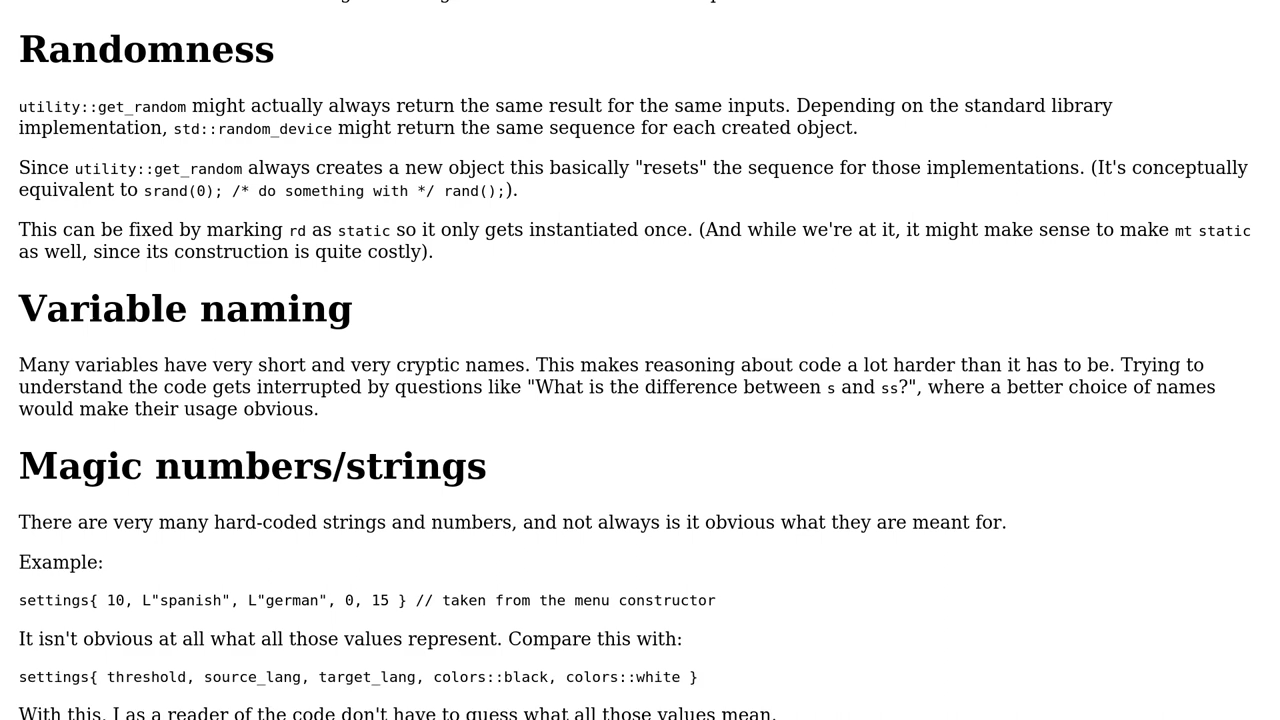 Randomness
utility::get_random might actually always return the same result for the same inputs. Depending on the standard library
implementation, std::random_device might return the same sequence for each created object.
Since utility::get_random always creates a new object this basically "resets" the sequence for those implementations. (It's conceptually
equivalent to srand(0); /* do something with */ rand();).
This can be fixed by marking rd as static so it only gets instantiated once. (And while we're at it, it might make sense to make mt static
as well, since its construction is quite costly).
Variable naming
Many variables have very short and very cryptic names. This makes reasoning about code a lot harder than it has to be. Trying to
understand the code gets interrupted by questions like "What is the difference between s and ss?", where a better choice of names
would make their usage obvious.
Magic numbers/strings
There are very many hard-coded strings and numbers, and not always is it obvious what they are meant for.
Example:
settings{ 10, L"spanish", L"german", 0, 15 } // taken from the menu constructor
It isn't obvious at all what all those values represent. Compare this with:
settings{ threshold, source_lang, target_lang, colors::black, colors::white }
With this, I as a reader of the code don't have to guess what all those values mean.